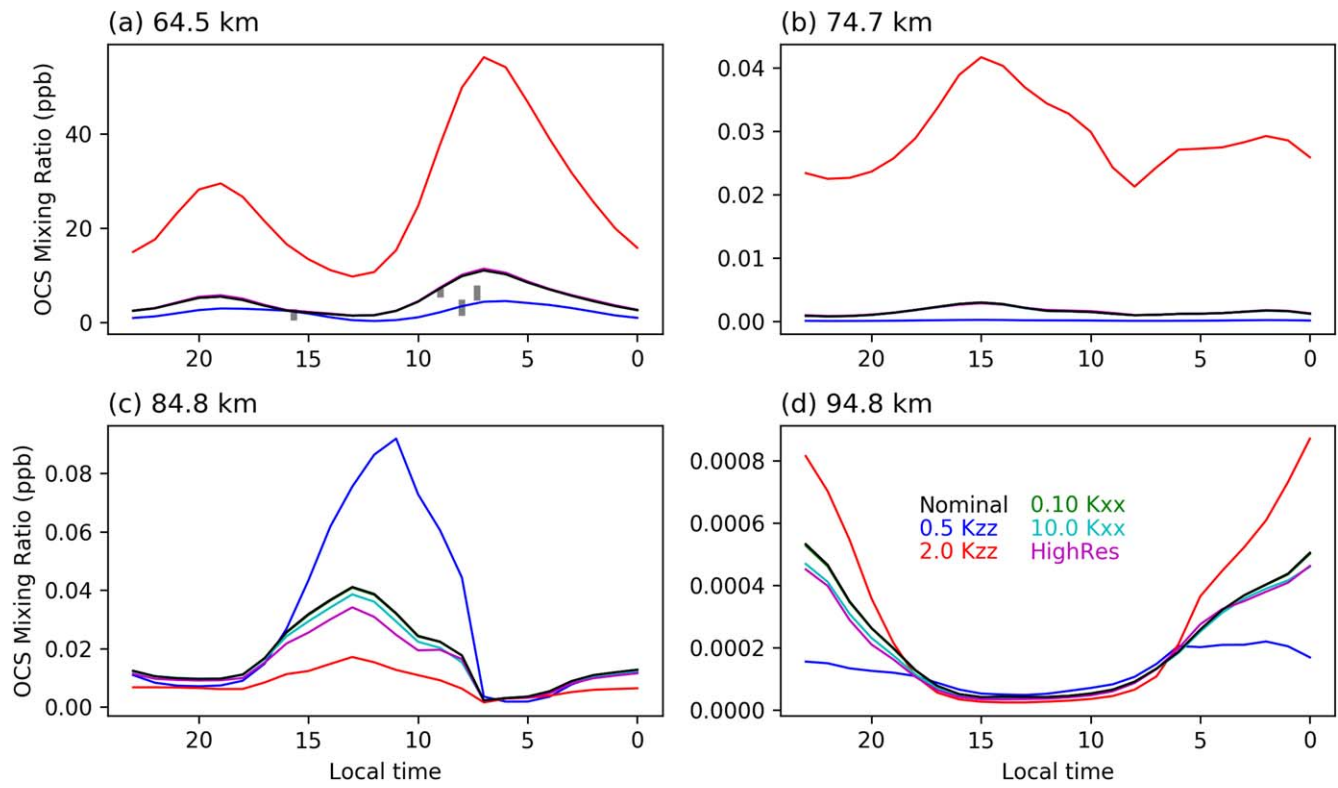 (a) 64.5 km
OCS Mixing Ratio (ppb)
40
20
0
20 15 10 5 0
(b) 74.7 km
0.04
0.03
0.02
0.01
0.00
20 15 10 5 0
(c) 84.8 km
OCS Mixing Ratio (ppb)
0.08
0.06
0.04
0.02
0.00
20 15 10 5 0
Local time
(d) 94.8 km
0.0008
0.0006
0.0004
0.0002
0.0000
Nominal 0.10 Kxx
0.5 Kzz 10.0 Kxx
2.0 Kzz HighRes
20 15 10 5 0
Local time